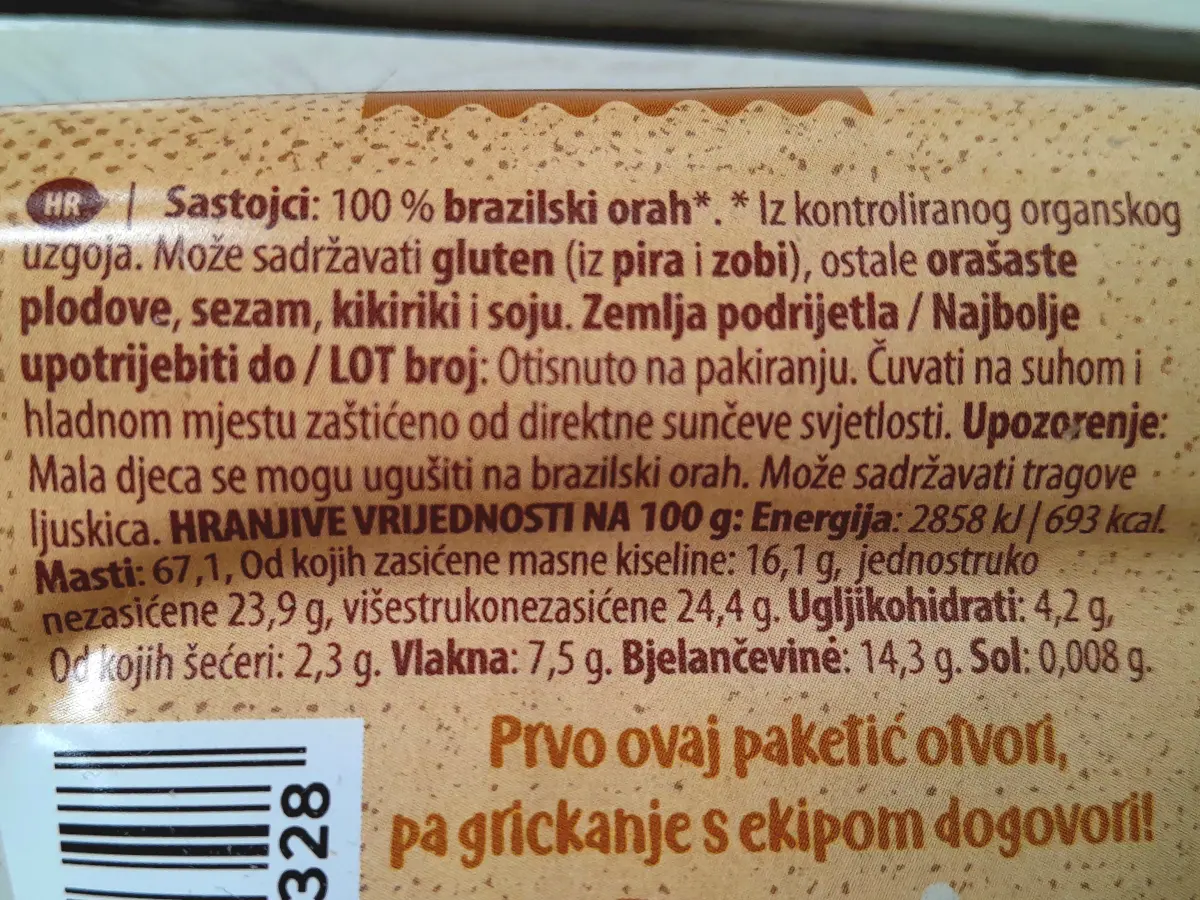 HR | Sastojci: 100 % brazilski orah*. * Iz kontroliranog organskog
uzgoja. Može sadržavati gluten (iz pira i zobi), ostale orašaste
plodove, sezam, kikiriki i soju. Zemlja podrijetla / Najbolje
upotrijebiti do / LOT broj: Otisnuto na pakiranju. Čuvati na suhom i
hladnom mjestu zaštićeno od direktne sunčeve svjetlosti. Upozorenje:
Mala djeca se mogu ugušiti na brazilski orah. Može sadržavati tragove
ljuskica. HRANJIVE VRIJEDNOSTI NA 100 g: Energija: 2858 kJ | 693 kcal.
Masti: 67,1, Od kojih zasićene masne kiseline: 16,1 g, jednostruko
nezasićene 23,9 g, višestrukonezasićene 24,4 g. Ugljikohidrati: 4,2 g,
Od kojih šećeri: 2,3 g. Vlakna: 7,5 g. Bjelančevine: 14,3 g. Sol: 0,008 g.
Prvo ovaj paketić otvori,
pa grickanje s ekipom dogovori!
328